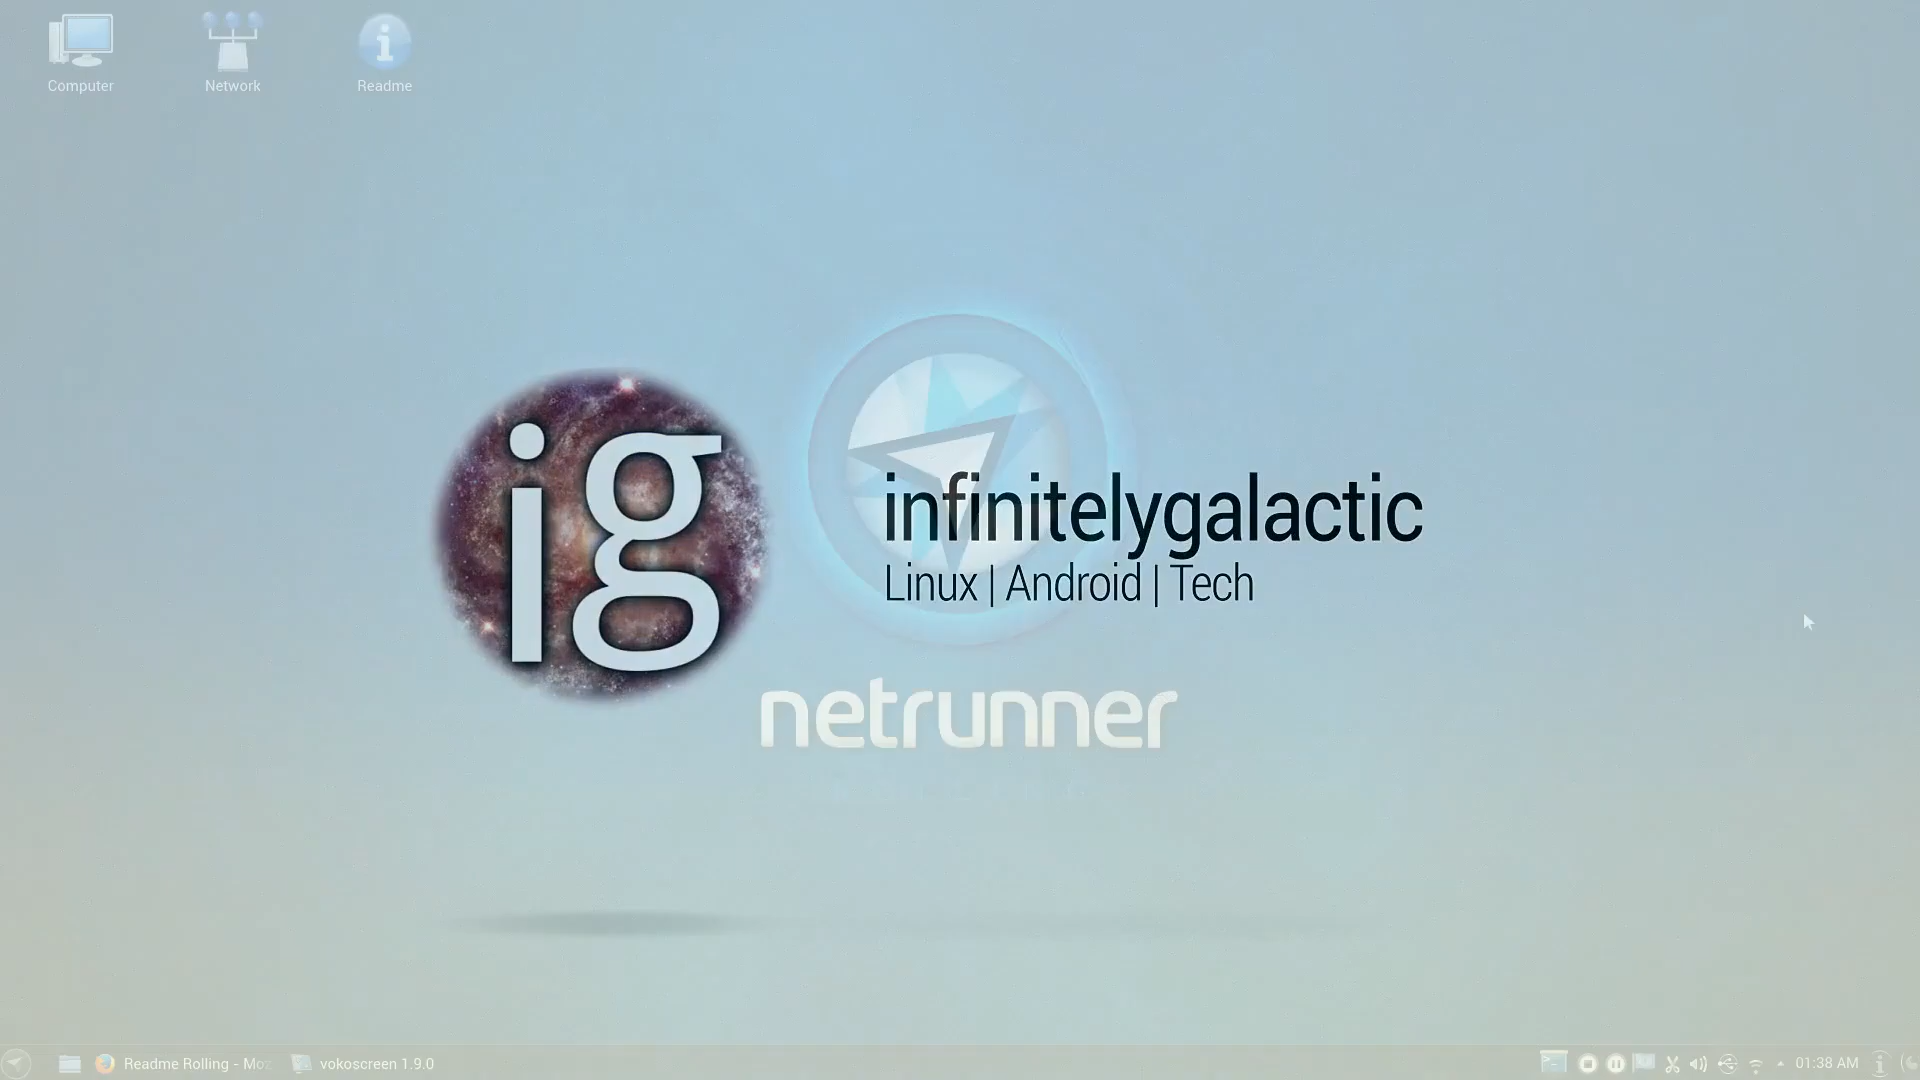 Computer
Network
Readme
ig
infinitelygalactic
Linux | Android | Tech
netrunner
Readme Rolling - Moz
vokoscreen 1.9.0
01:38 AM